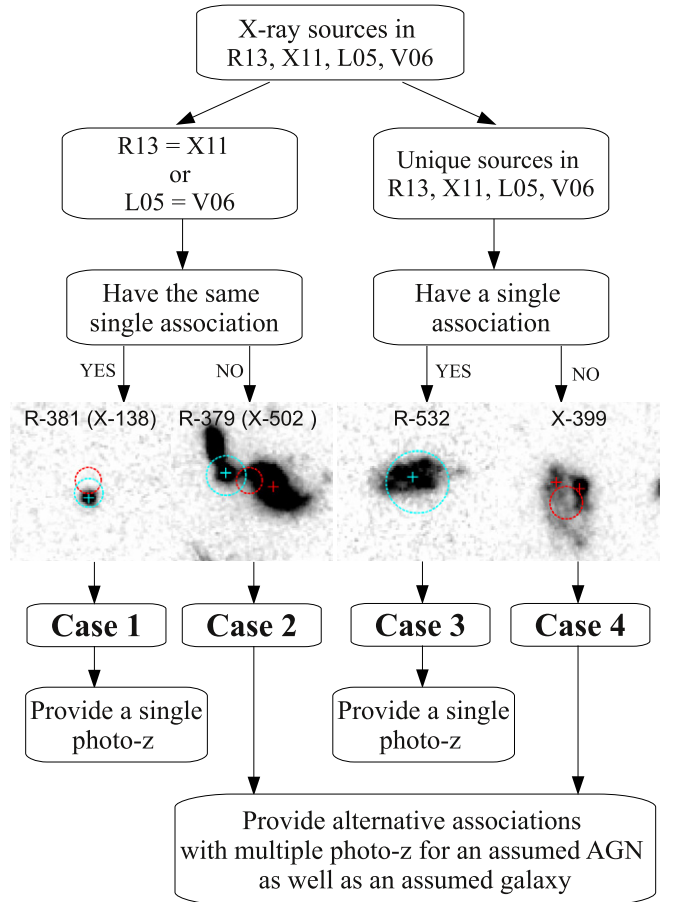 X-ray sources in
R13, X11, L05, V06
R13 = X11
or
L05 = V06
Unique sources in
R13, X11, L05, V06
Have the same
single association
Have a single
association
YES
NO
YES
NO
R-381 (X-138)
R-379 (X-502 )
R-532
X-399
Case 1
Case 2
Case 3
Case 4
Provide a single
photo-z
Provide a single
photo-z
Provide alternative associations
with multiple photo-z for an assumed AGN
as well as an assumed galaxy